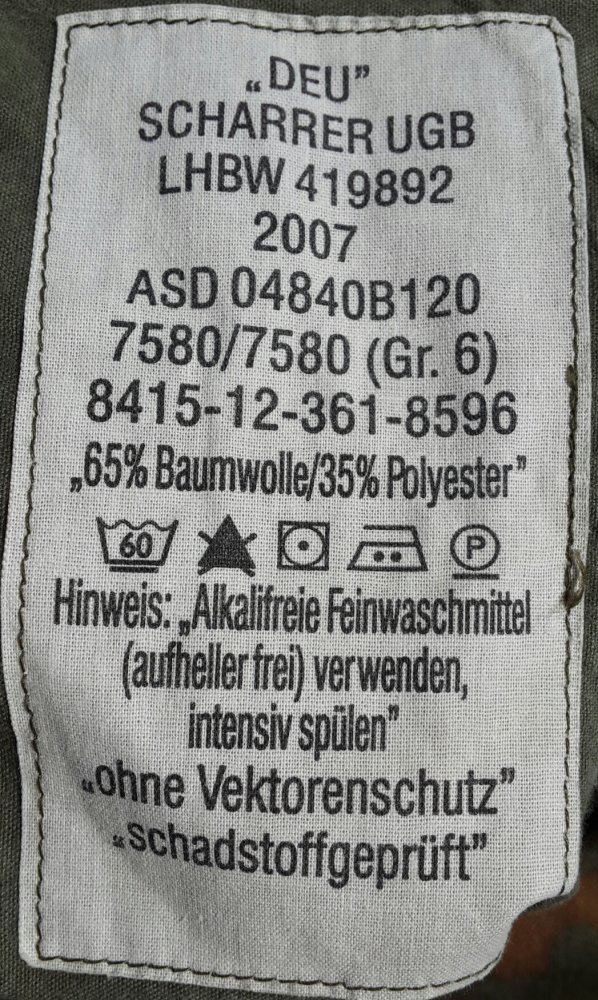 „DEU”
SCHARRER UGB
LHBW 419892
2007
ASD 04840B120
7580/7580 (Gr. 6)
8415-12-361-8596
„65% Baumwolle/35% Polyester”
60 P
Hinweis: „Alkalifreie Feinwaschmittel
(aufheller frei) verwenden,
intensiv spülen”
„ohne Vektorenschutz”
„schadstoffgeprüft”